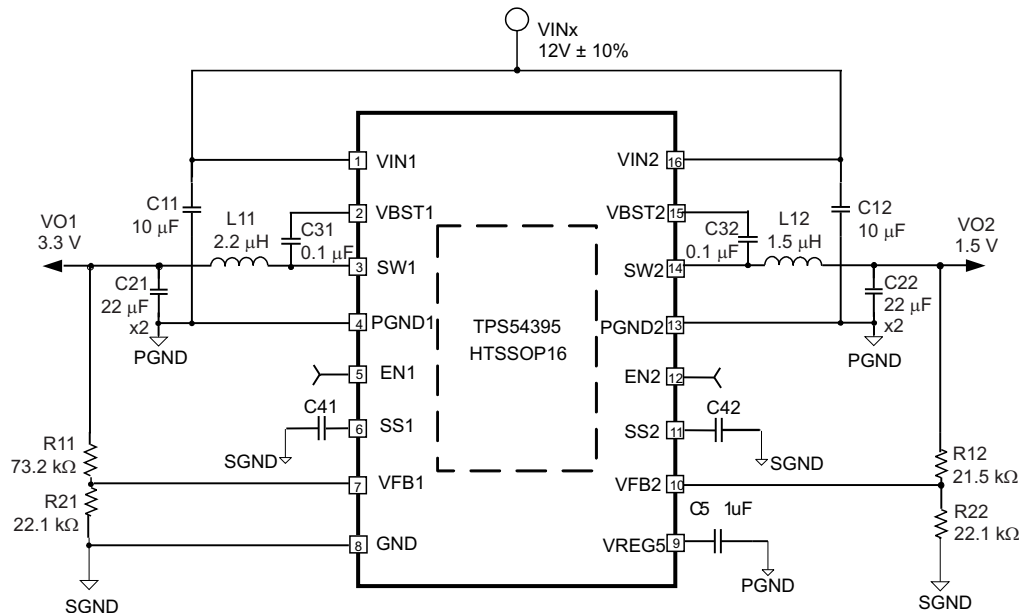 VINx
12V ± 10%
1
VIN1
VIN2
16
C11
10 µF
2
VBST1
VBST2
15
C12
10 µF
VO1
3.3 V
L11
2.2 µH
C31
0.1 µF
C32
0.1 µF
L12
1.5 µH
VO2
1.5 V
3
SW1
SW2
14
C21
22 µF
x2
C22
22 µF
x2
4
PGND1
PGND2
13
PGND
PGND
TPS54395
HTSSOP16
5
EN1
EN2
12
C41
C42
6
SS1
SS2
11
SGND
SGND
R11
73.2 kΩ
R12
21.5 kΩ
7
VFB1
VFB2
10
R21
22.1 kΩ
C5 1uF
R22
22.1 kΩ
8
GND
VREG5
9
PGND
SGND
SGND